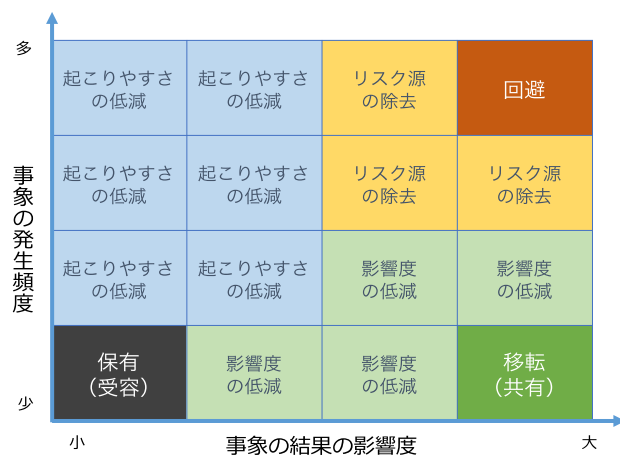 多
起こりやすさ
の低減
起こりやすさ
の低減
リスク源
の除去
回避
起こりやすさ
の低減
起こりやすさ
の低減
リスク源
の除去
リスク源
の除去
事象の発生頻度
起こりやすさ
の低減
起こりやすさ
の低減
影響度
の低減
影響度
の低減
保有
（受容）
影響度
の低減
影響度
の低減
移転
（共有）
少
小
事象の結果の影響度
大